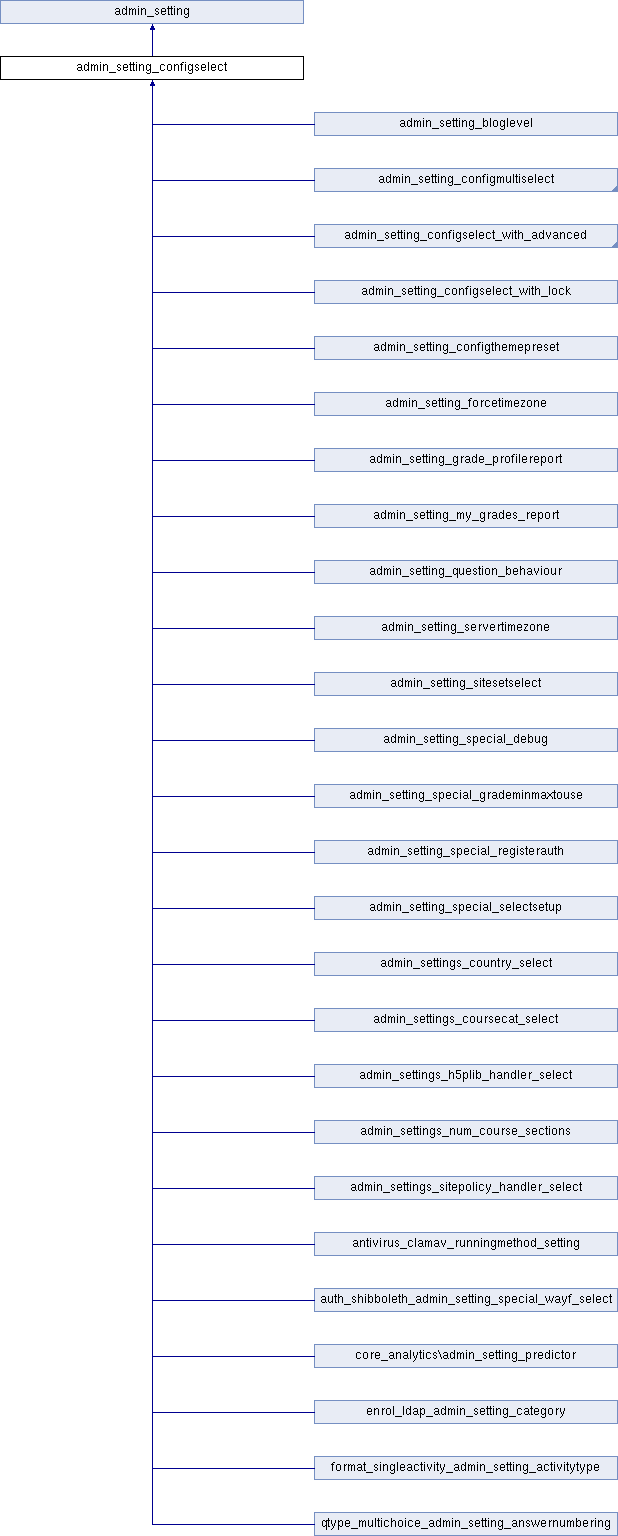 admin_setting
admin_setting_configselect
admin_setting_bloglevel
admin_setting_configmultiselect
admin_setting_configselect_with_advanced
admin_setting_configselect_with_lock
admin_setting_configthemepreset
admin_setting_forcetimezone
admin_setting_grade_profilereport
admin_setting_my_grades_report
admin_setting_question_behaviour
admin_setting_servertimezone
admin_setting_sitesetselect
admin_setting_special_debug
admin_setting_special_grademinmaxtouse
admin_setting_special_registerauth
admin_setting_special_selectsetup
admin_settings_country_select
admin_settings_coursecat_select
admin_settings_h5plib_handler_select
admin_settings_num_course_sections
admin_settings_sitepolicy_handler_select
antivirus_clamav_runningmethod_setting
auth_shibboleth_admin_setting_special_wayf_select
core_analytics\admin_setting_predictor
enrol_ldap_admin_setting_category
format_singleactivity_admin_setting_activitytype
qtype_multichoice_admin_setting_answernumbering